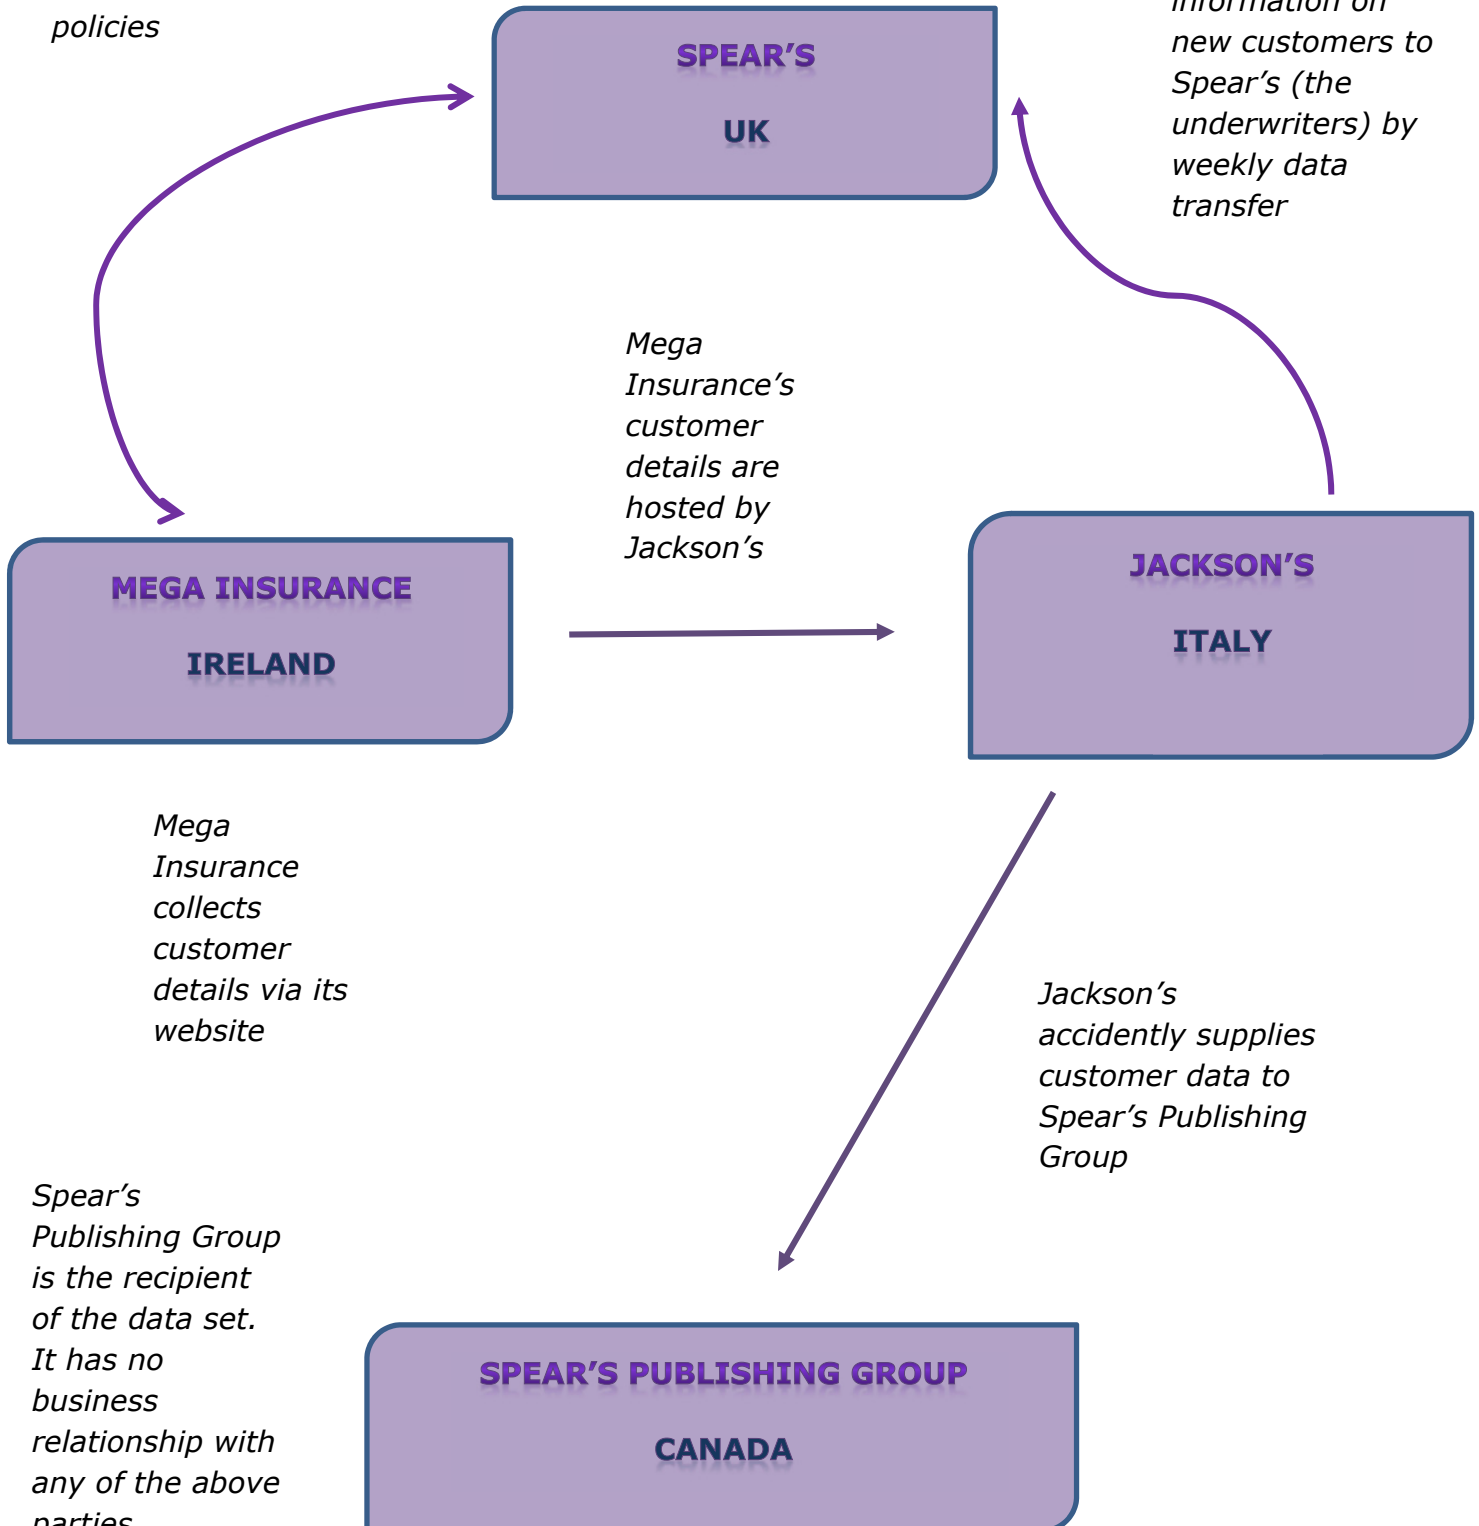 policies
information on
new customers to
Spear's (the
underwriters) by
weekly data
transfer
SPEAR'S
UK
Mega
Insurance's
customer
details are
hosted by
Jackson's
MEGA INSURANCE
IRELAND
JACKSON'S
ITALY
Mega
Insurance
collects
customer
details via its
website
Jackson's
accidently supplies
customer data to
Spear's Publishing
Group
Spear's
Publishing Group
is the recipient
of the data set.
It has no
business
relationship with
any of the above
parties
SPEAR'S PUBLISHING GROUP
CANADA